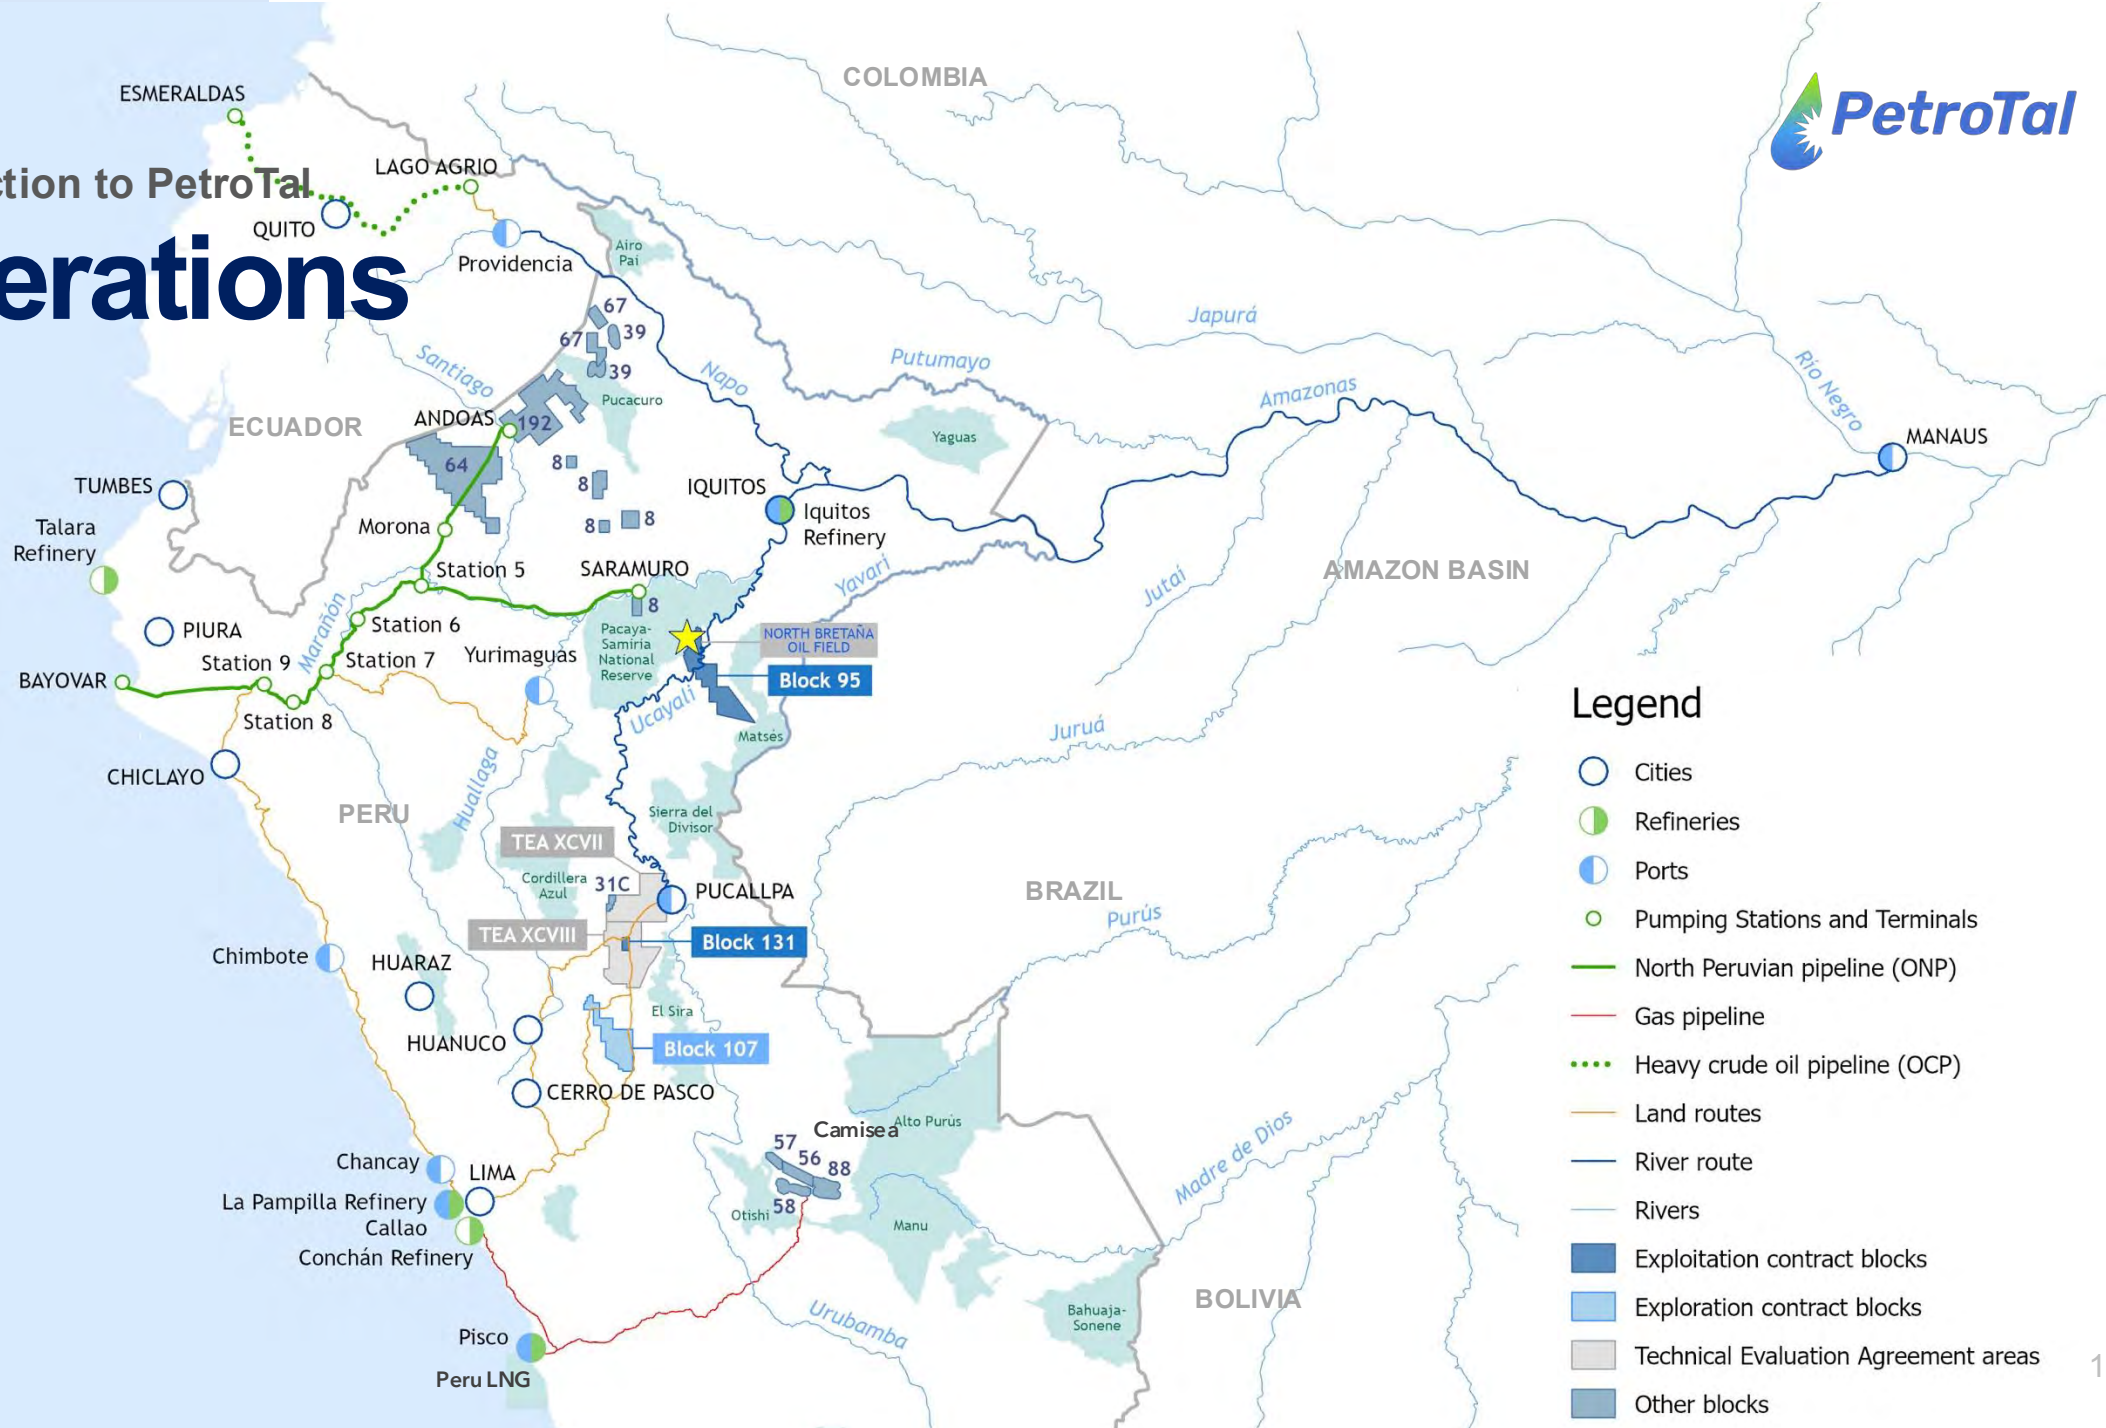 COLOMBIA
PetroTal
ESMERALDAS
LAGO AGRIO
ction to PetroTal
QUITO
erations
Providencia
Airo
Pai
67
67
39
39
Japurá
Putumayo
Santiago
Napo
Pucacuro
Amazonas
Rio Negro
ECUADOR
ANDOAS
192
Yaguas
MANAUS
64
8
8
8
8
TUMBES
IQUITOS
Iquitos
Refinery
Talara
Refinery
Morona
Station 5
SARAMURO
8
Yavari
Jutaí
AMAZON BASIN
Marañón
Station 6
PIURA
Pacaya-
Samiria
National
Reserve
NORTH BRETAÑA
OIL FIELD
Station 9
Station 7
Yurimaguas
BAYOVAR
Block 95
Station 8
Ucayali
Matsés
Juruá
CHICLAYO
Huallaga
PERU
Sierra del
Divisor
TEA XCVII
Cordillera
Azul
31C
PUCALLPA
BRAZIL
Purús
TEA XCVIII
Block 131
Chimbote
HUARAZ
El Sira
HUANUCO
Block 107
CERRO DE PASCO
Alto Purús
Camisea
57
56
88
58
Madre de Dios
Chancay
LIMA
La Pampilla Refinery
Callao
Conchán Refinery
Otishi
Manu
Urubamba
BOLIVIA
Bahuaja-
Sonene
Pisco
Peru LNG
Legend
Cities
Refineries
Ports
Pumping Stations and Terminals
North Peruvian pipeline (ONP)
Gas pipeline
Heavy crude oil pipeline (OCP)
Land routes
River route
Rivers
Exploitation contract blocks
Exploration contract blocks
Technical Evaluation Agreement areas
Other blocks
1